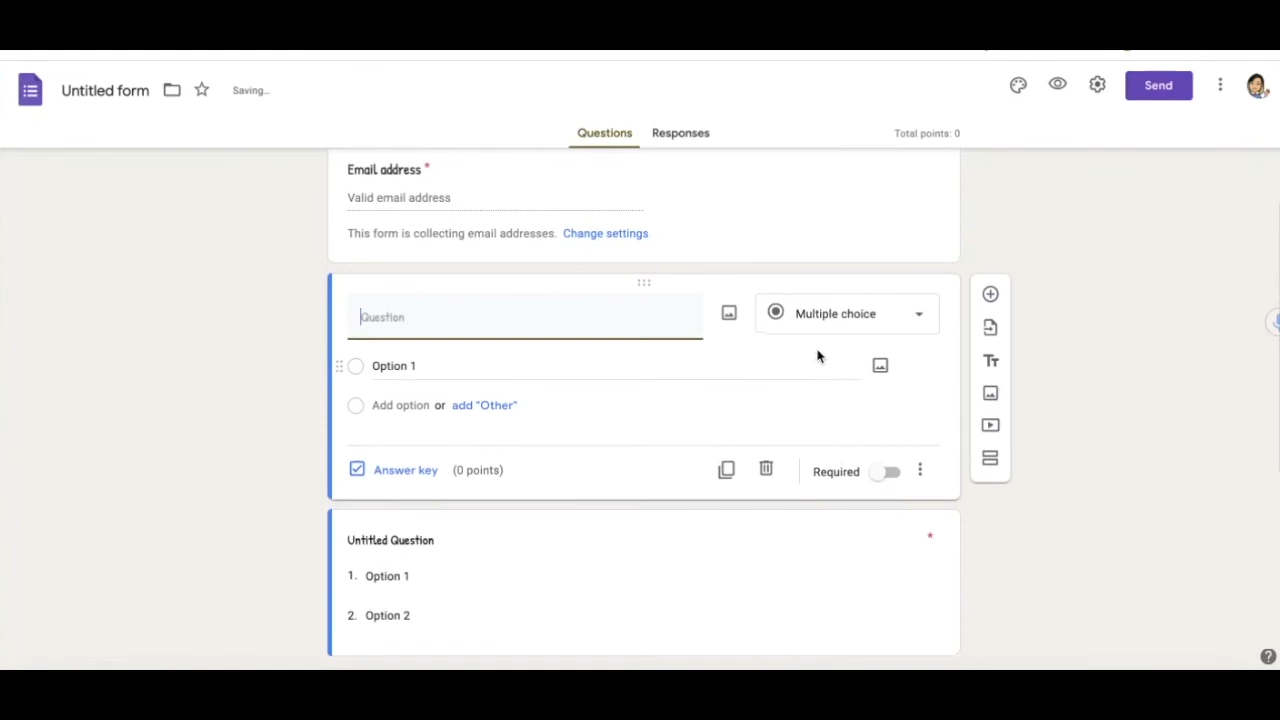 Untitled form
Saving...
Send
Questions Responses
Total points: 0
Email address *
Valid email address
This form is collecting email addresses. Change settings
Question
Multiple choice
Option 1
Add option or add "Other"
Answer key (0 points)
Required
Untitled Question *
1. Option 1
2. Option 2